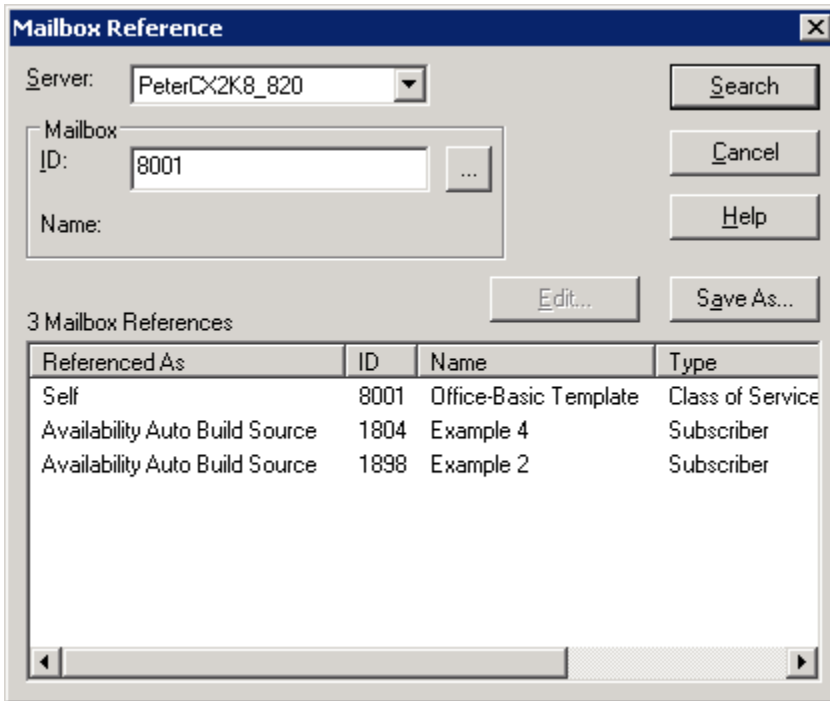 Mailbox Reference
Server: PeterCX2K8_820 Search
Mailbox
ID: 8001 ... Cancel
Name: Help
Edit... Save As...
3 Mailbox References
Referenced As ID Name Type
Self 8001 Office-Basic Template Class of Service
Availability Auto Build Source 1804 Example 4 Subscriber
Availability Auto Build Source 1898 Example 2 Subscriber